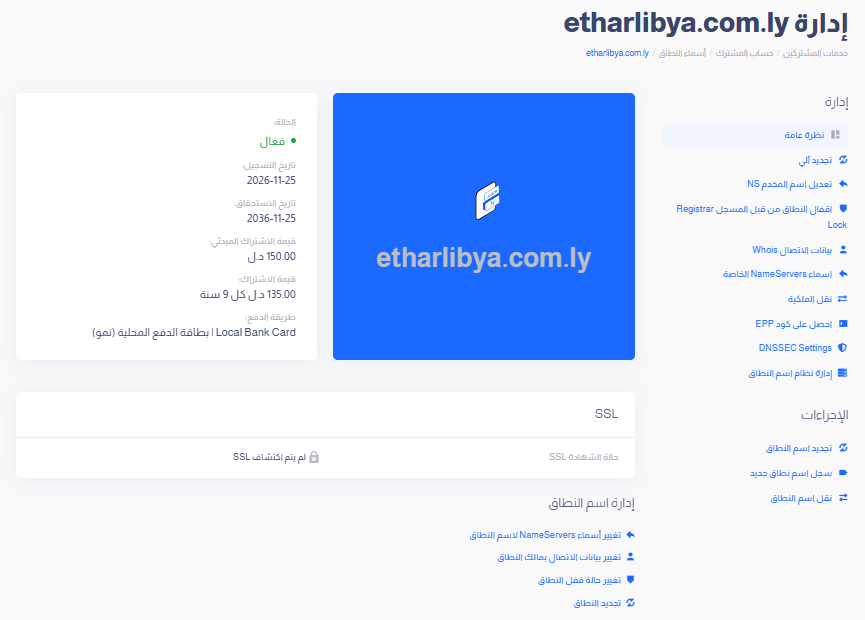 إدارة etharlibya.com.ly
خدمات المشتركين / حساب المشترك / أسماء النطاق / etharlibya.com.ly
إدارة
نظرة عامة
تجديد آلي
تعديل اسم المخدم NS
اقفال النطاق من قبل المسجل Registrar
Lock
بيانات الاتصال Whois
اسماء NameServers الخاصة
نقل الملكية
احصل على كود EPP
DNSSEC Settings
إدارة نظام اسم النطاق
الإجراءات
تجديد اسم النطاق
سجل اسم نطاق جديد
نقل اسم النطاق
etharlibya.com.ly
الحالة:
فعال
تاريخ التسجيل:
2026-11-25
تاريخ الاستحقاق:
2036-11-25
قيمة الاشتراك المبدئي:
150.00 د.ل
قيمة الاشتراك:
135.00 د.ل كل 9 سنة
طريقة الدفع:
Local Bank Card | بطاقة الدفع المحلية (نمو)
SSL
حالة الشهادة SSL
لم يتم إكتشاف SSL
إدارة اسم النطاق
تغيير أسماء NameServers لاسم النطاق
تغيير بيانات الاتصال بمالك النطاق
تغيير حالة قفل النطاق
تجديد النطاق